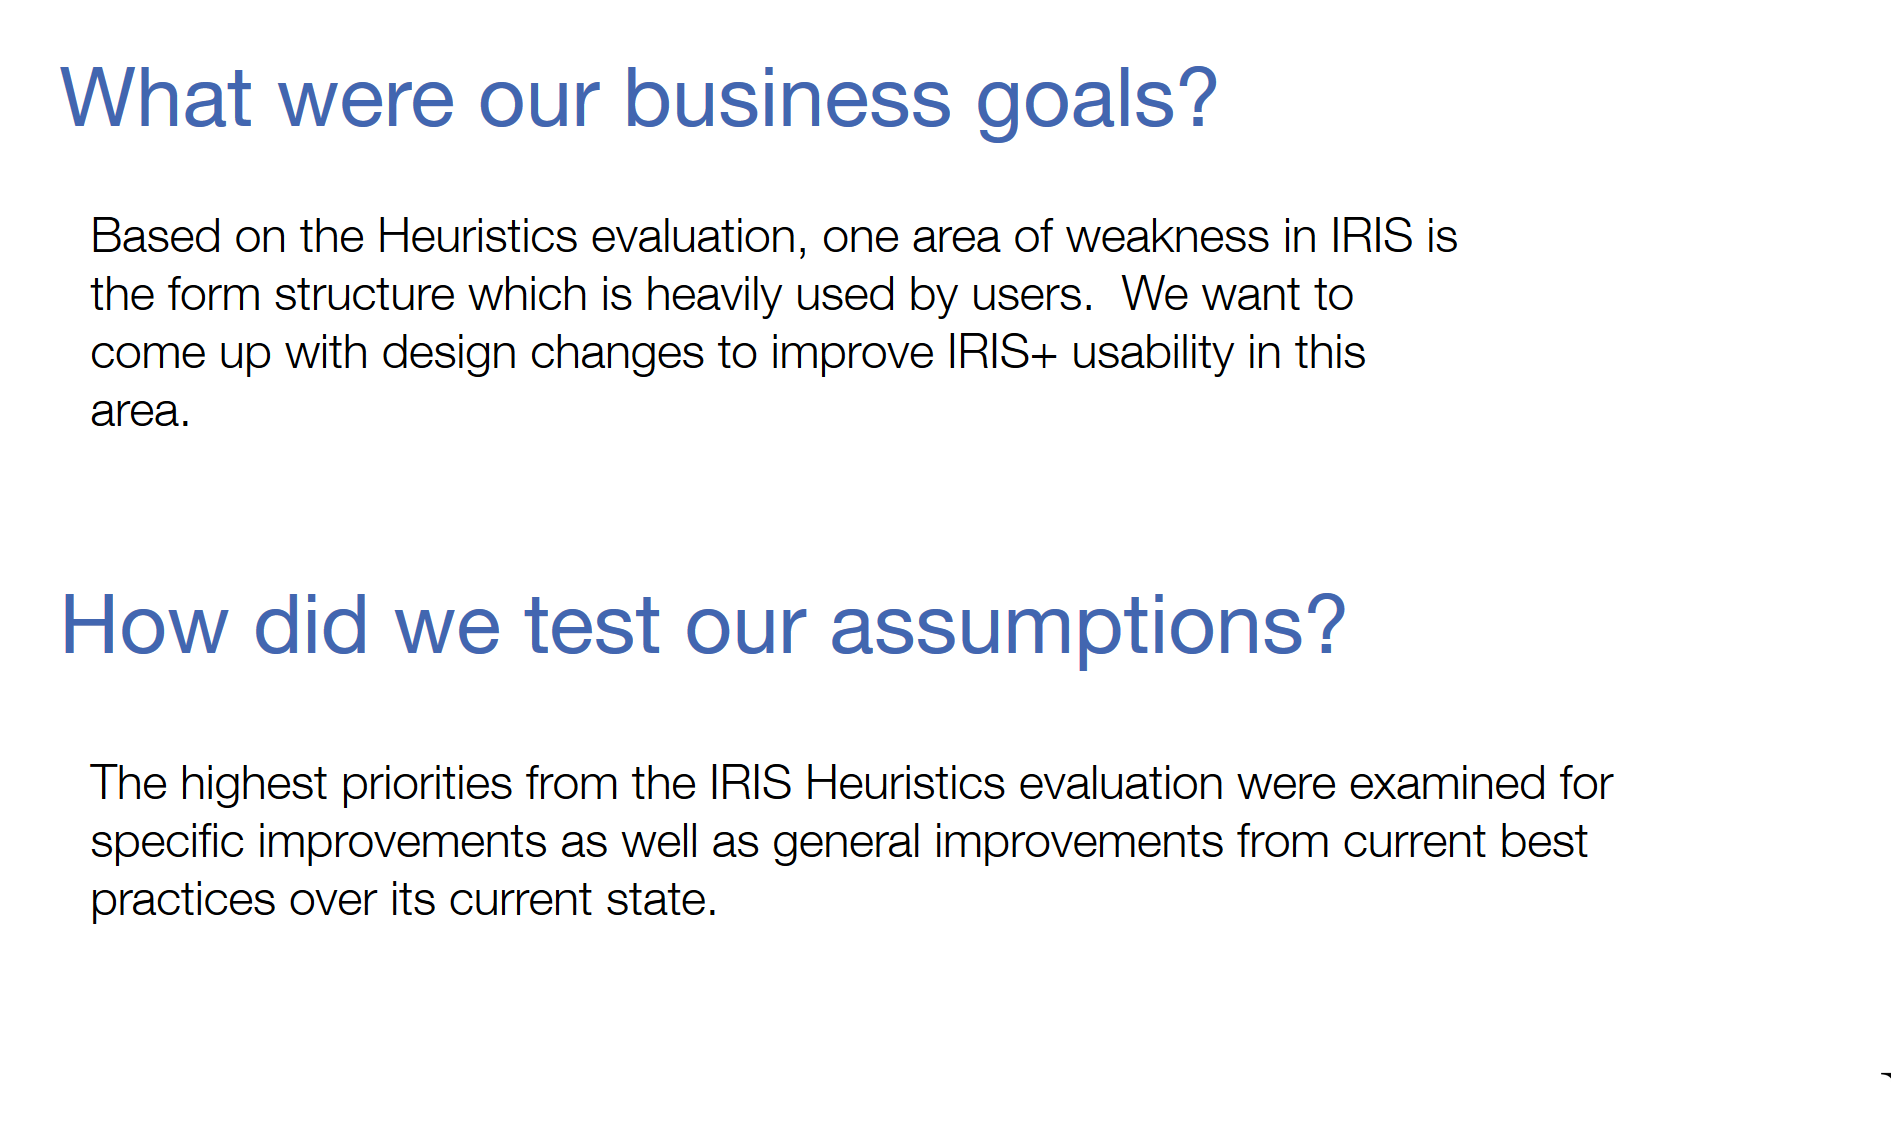 What were our business goals?
Based on the Heuristics evaluation, one area of weakness in IRIS is
the form structure which is heavily used by users.  We want to
come up with design changes to improve IRIS+ usability in this
area.
How did we test our assumptions?
The highest priorities from the IRIS Heuristics evaluation were examined for
specific improvements as well as general improvements from current best
practices over its current state.